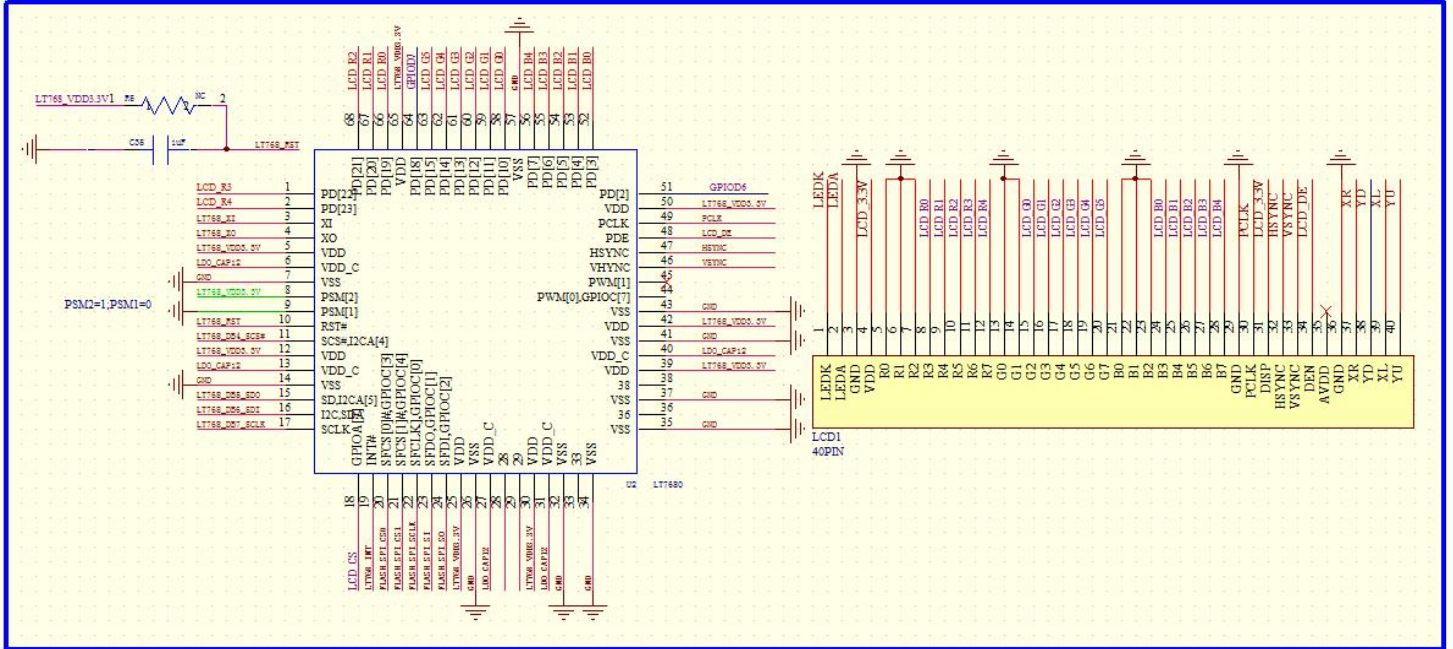 LCD_R2
LCD_R1
LCD_R0
LT768_VDD3.3V
GPIOD7
LCD_G5
LCD_G4
LCD_G3
LCD_G2
LCD_G1
LCD_G0
GND
LCD_B4
LCD_B3
LCD_B2
LCD_B1
LCD_B0
68
67
66
65
64
63
62
61
60
59
58
57
56
55
54
53
52
PD[21]
PD[20]
PD[19]
VDD
PD[18]
PD[15]
PD[14]
PD[13]
PD[12]
PD[11]
PD[10]
VSS
PD[7]
PD[6]
PD[5]
PD[4]
PD[3]
LT768_VDD3.3V 1
NC
2
1
2
1uF
LT768_RST
LCD_R3 1 PD[22]
LCD_R4 2 PD[23]
LT768_XI 3 XI
LT768_XO 4 XO
LT768_VDD3.3V 5 VDD
LDO_CAP12 6 VDD_C
GND 7 VSS
LT768_VDD3.3V 8 PSM[2]
9 PSM[1]
LT768_RST 10 RST#
LT768_DB4_SCS# 11 SCS#,I2CA[4]
LT768_VDD3.3V 12 VDD
LDO_CAP12 13 VDD_C
GND 14 VSS
LT768_DB5_SDO 15 SD,I2CA[5]
LT768_DB6_SDI 16 I2C,SDI
LT768_DB7_SCLK 17 SCLK
PSM2=1;PSM1=0
PD[2] 51 GPIOD6
VDD 50 LT768_VDD3.3V
PCLK 49 PCLK
PDE 48 LCD_DE
HSYNC 47 HSYNC
VHYNC 46 VSYNC
PWM[1] 45
PWM[0],GPIOC[7] 44
VSS 43 GND
VDD 42 LT768_VDD3.3V
VSS 41 GND
VDD_C 40 LDO_CAP12
VDD 39 LT768_VDD3.3V
38 38
VSS 37 GND
36 36
VSS 35 GND
INT#
SFCS[0]#,GPIOC[3]
SFCS[1]#,GPIOC[4]
SFCLK],GPIOC[0]
SFDO,GPIOC[1]
SFDI,GPIOC[2]
VDD
VSS
VDD_C
28
29
VDD
VDD_C
VSS
33
VSS
18
19
20
21
22
23
24
25
26
27
28
29
30
31
32
33
34
LCD_CS
LT768_INT
FLASH_SPI_CS0
FLASH_SPI_CS1
FLASH_SPI_SCLK
FLASH_SPI_SI
FLASH_SPI_SO
LT768_VDD3.3V
GND
LDO_CAP12
LT768_VDD3.3V
LDO_CAP12
GND
GND
U2 LT7680
LEDK
LEDA
LCD_3.3V
LCD_R0
LCD_R1
LCD_R2
LCD_R3
LCD_R4
LCD_G0
LCD_G1
LCD_G2
LCD_G3
LCD_G4
LCD_G5
LCD_B0
LCD_B1
LCD_B2
LCD_B3
LCD_B4
PCLK
LCD_3.3V
HSYNC
VSYNC
LCD_DE
XR
YD
XL
YU
1
2
3
4
5
6
7
8
9
10
11
12
13
14
15
16
17
18
19
20
21
22
23
24
25
26
27
28
29
30
31
32
33
34
35
36
37
38
39
40
LEDK
LEDA
GND
VDD
R0
R1
R2
R3
R4
R5
R6
R7
G0
G1
G2
G3
G4
G5
G6
G7
B0
B1
B2
B3
B4
B5
B6
B7
GND
PCLK
DISP
HSYNC
VSYNC
DEN
AVDD
GND
XR
YD
XL
YU
LCD1
40PIN